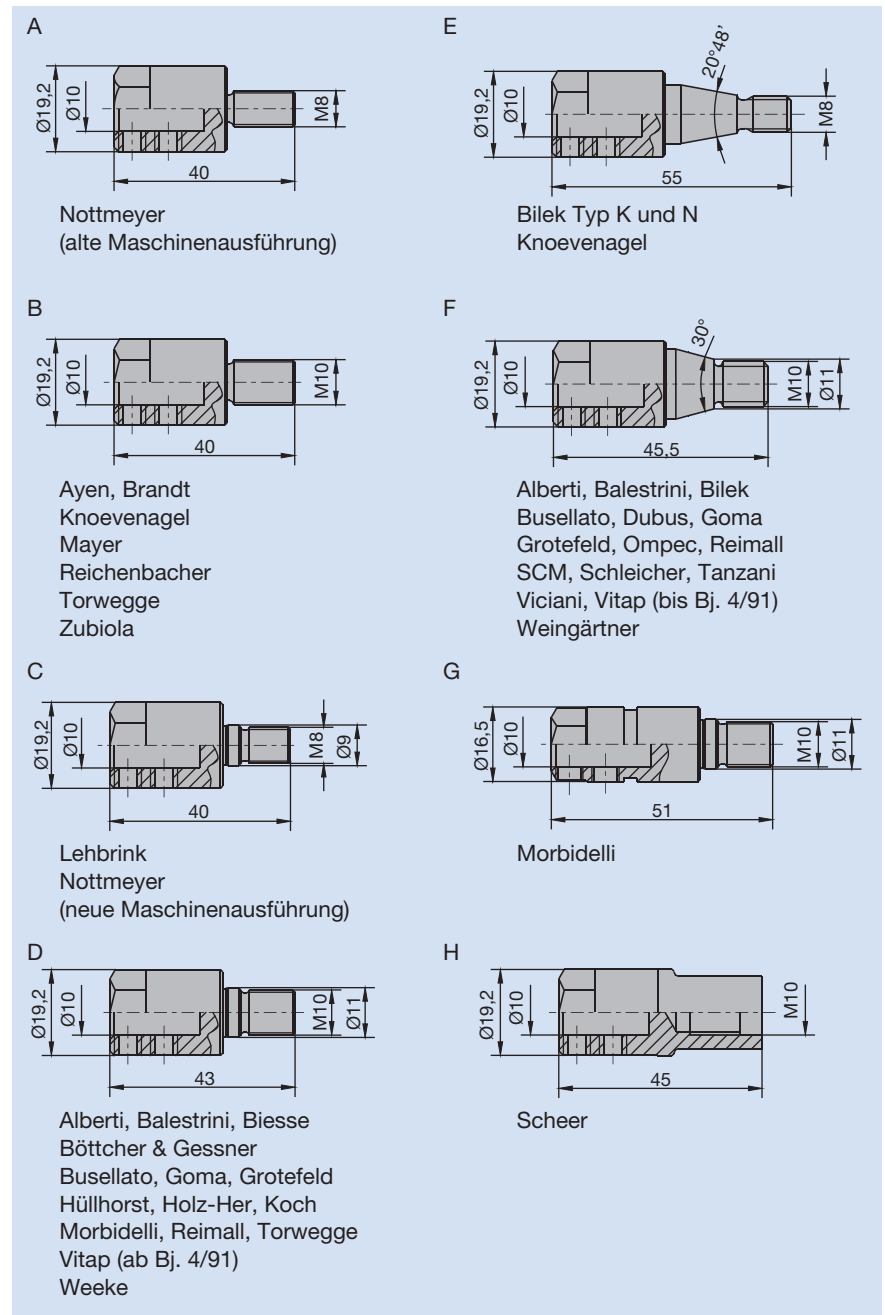 A
Ø19,2
Ø10
M8
40
Nottmeyer
(alte Maschinenausführung)
B
Ø19,2
Ø10
M10
40
Ayen, Brandt
Knoevenagel
Mayer
Reichenbacher
Torwegge
Zubiola
C
Ø19,2
Ø10
M8
Ø9
40
Lehbrink
Nottmeyer
(neue Maschinenausführung)
D
Ø19,2
Ø10
M10
Ø11
43
Alberti, Balestrini, Biesse
Böttcher & Gessner
Busellato, Goma, Grotefeld
Hüllhorst, Holz-Her, Koch
Morbidelli, Reimall, Torwegge
Vitap (ab Bj. 4/91)
Weeke
E
Ø19,2
Ø10
20°48’
M8
55
Bilek Typ K und N
Knoevenagel
F
Ø19,2
Ø10
30°
M10
Ø11
45,5
Alberti, Balestrini, Bilek
Busellato, Dubus, Goma
Grotefeld, Ompec, Reimall
SCM, Schleicher, Tanzani
Viciani, Vitap (bis Bj. 4/91)
Weingärtner
G
Ø16,5
Ø10
M10
Ø11
51
Morbidelli
H
Ø19,2
Ø10
M10
45
Scheer